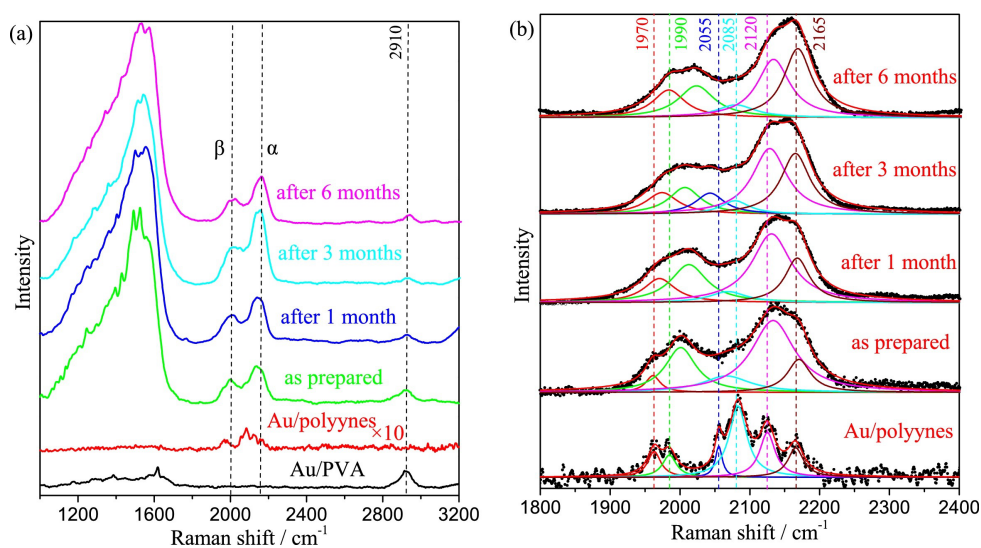 (a)
2910
β
α
after 6 months
after 3 months
after 1 month
as prepared
Au/polyynes
×10
Au/PVA
Intensity
1200 1600 2000 2400 2800 3200
Raman shift / cm-1
(b)
1970
1990
2055
2085
2120
2165
after 6 months
after 3 months
after 1 month
as prepared
Au/polyynes
Intensity
1800 1900 2000 2100 2200 2300 2400
Raman shift / cm-1